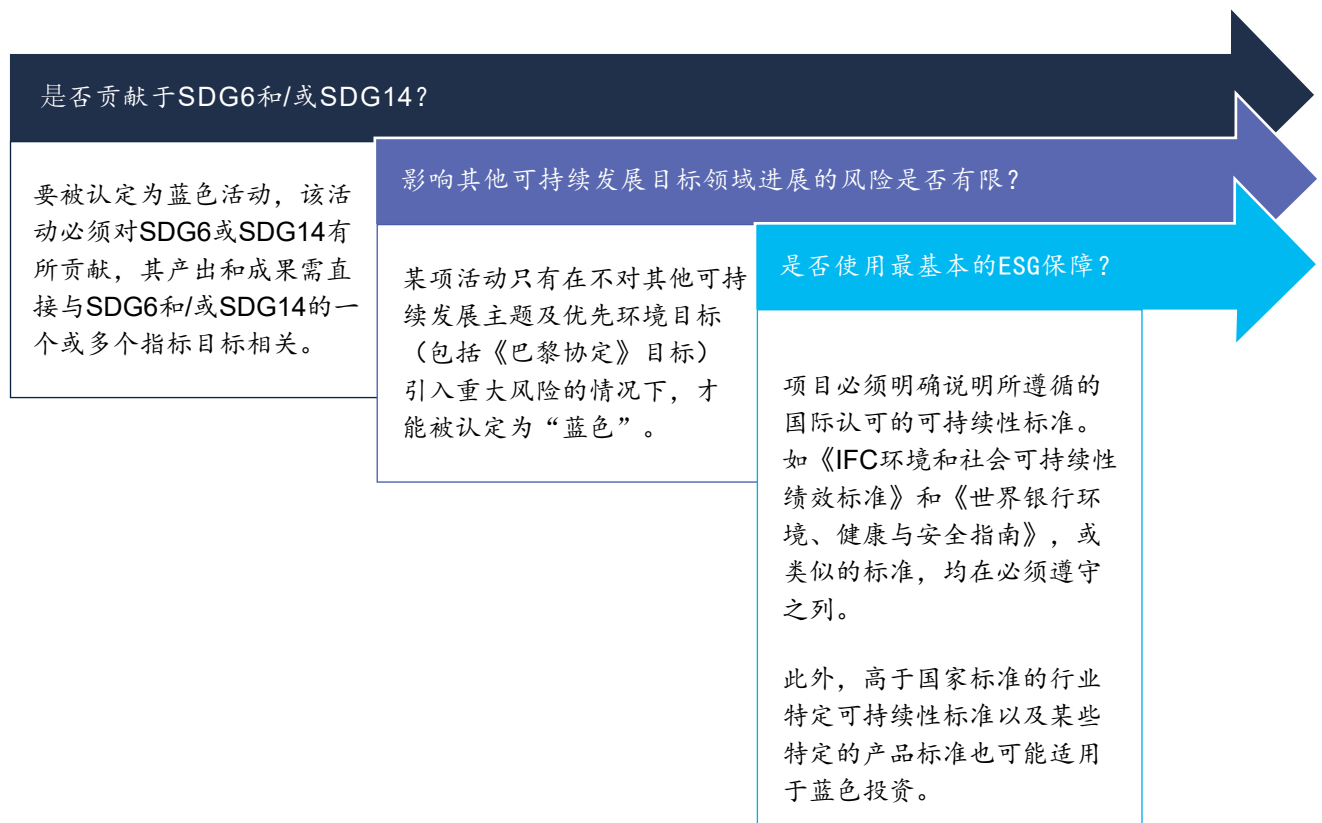 是否贡献于SDG6和/或SDG14？
要被认定为蓝色活动，该活
动必须对SDG6或SDG14有
所贡献，其产出和成果需直
接与SDG6和/或SDG14的一
个或多个指标目标相关。
影响其他可持续发展目标领域进展的风险是否有限？
某项活动只有在不对其他可持
续发展主题及优先环境目标
（包括《巴黎协定》目标）
引入重大风险的情况下，才
能被认定为“蓝色”。
是否使用最基本的ESG保障？
项目必须明确说明所遵循的
国际认可的可持续性标准。
如《IFC环境和社会可持续性
绩效标准》和《世界银行环
境、健康与安全指南》，或
类似的标准，均在必须遵守
之列。
此外，高于国家标准的行业
特定可持续性标准以及某些
特定的产品标准也可能适用
于蓝色投资。